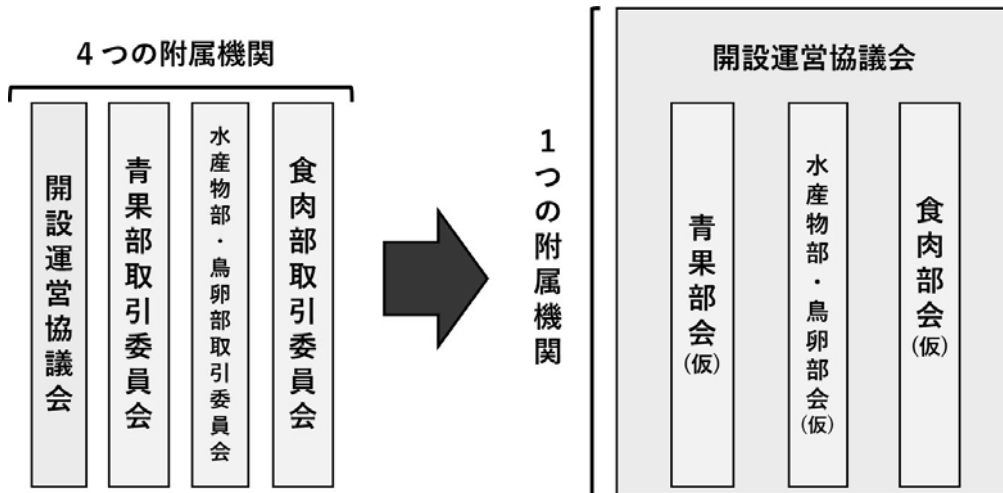 4つの附属機関
開設運営協議会
青果部取引委員会
水産物部・鳥卵部取引委員会
食肉部取引委員会
1つの附属機関
開設運営協議会
青果部会(仮)
水産物部・鳥卵部会(仮)
食肉部会(仮)